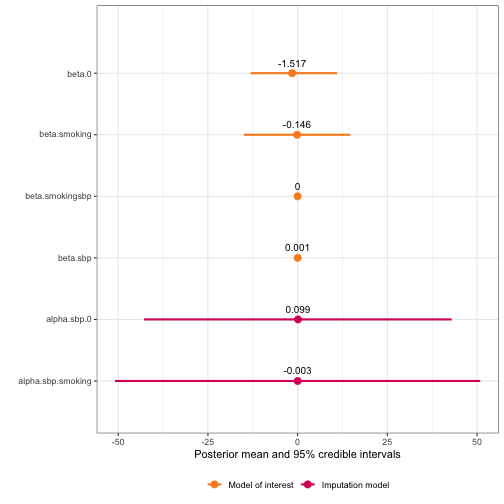 beta.0
-1.517
beta.smoking
-0.146
beta.smokingsbp
0
beta.sbp
0.001
alpha.sbp.0
0.099
alpha.sbp.smoking
-0.003
-50 -25 0 25 50
Posterior mean and 95% credible intervals
Model of interest Imputation model